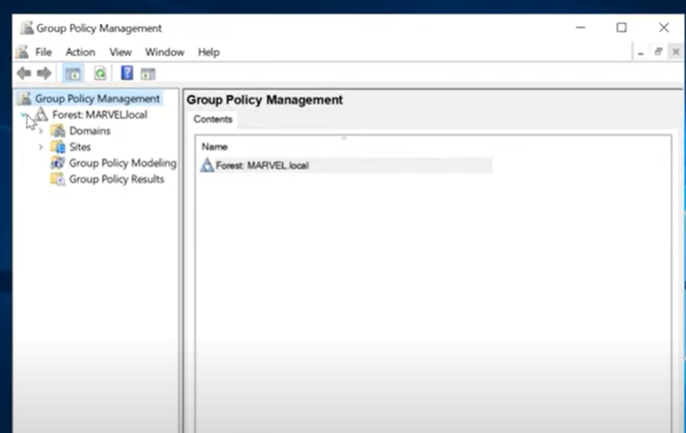 Group Policy Management
File Action View Window Help
Group Policy Management
Forest: MARVEL.local
Domains
Sites
Group Policy Modeling
Group Policy Results
Group Policy Management
Contents
Name
Forest: MARVEL.local